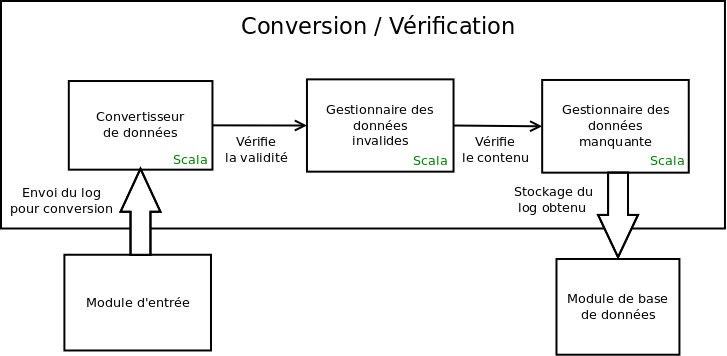 Conversion / Vérification
Convertisseur
de données
Scala
Vérifie
la validité
Gestionnaire des
données
invalides
Scala
Vérifie
le contenu
Gestionnaire des
données
manquante
Scala
Envoi du log
pour conversion
Stockage du
log obtenu
Module d'entrée
Module de base
de données